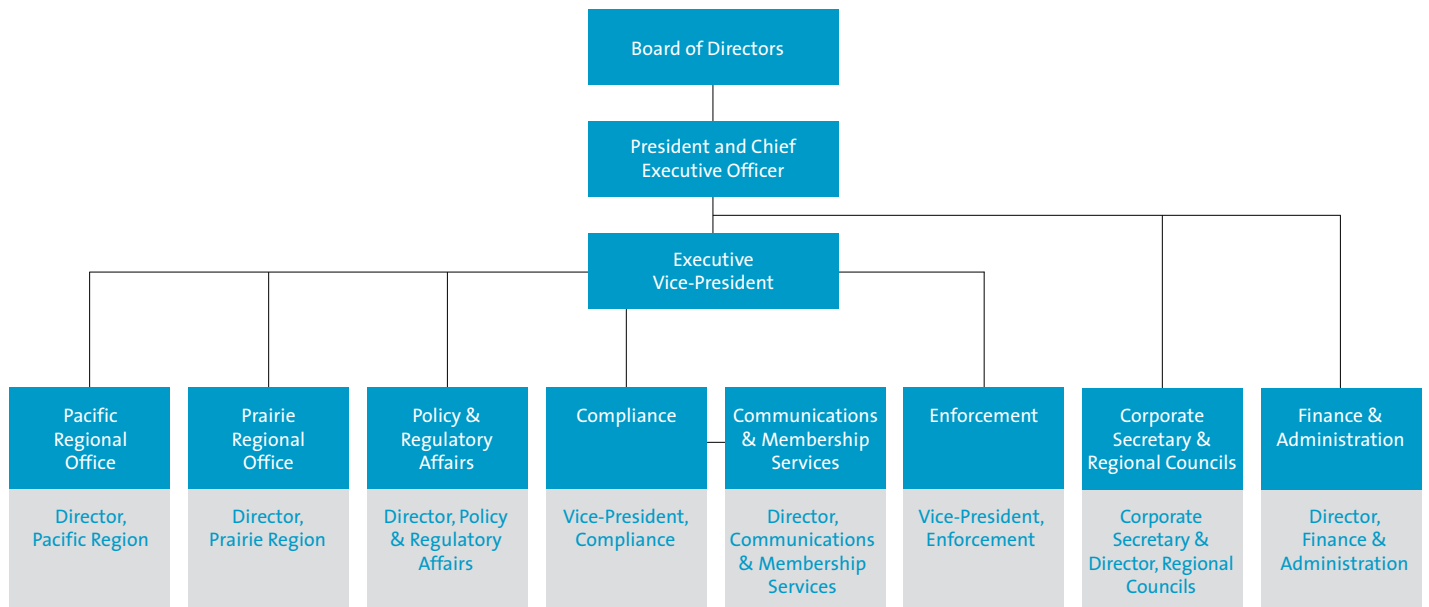 Board of Directors
President and Chief
Executive Officer
Executive
Vice-President
Pacific
Regional
Office
Prairie
Regional
Office
Policy &
Regulatory
Affairs
Compliance
Communications
& Membership
Services
Enforcement
Corporate
Secretary &
Regional Councils
Finance &
Administration
Director,
Pacific Region
Director,
Prairie Region
Director, Policy
& Regulatory
Affairs
Vice-President,
Compliance
Director,
Communications
& Membership
Services
Vice-President,
Enforcement
Corporate
Secretary &
Director, Regional
Councils
Director,
Finance &
Administration